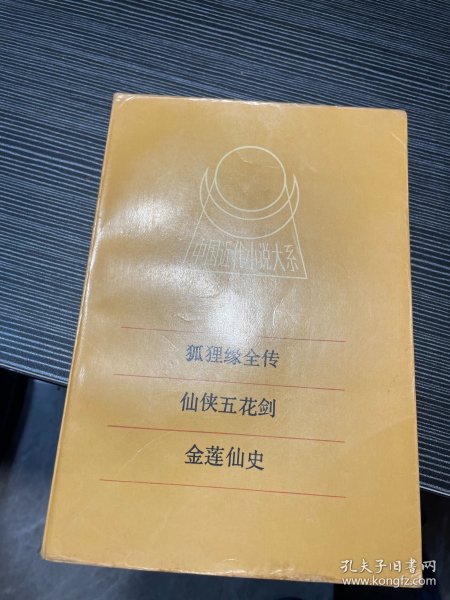 中国近代小说大系
狐狸缘全传
仙侠五花剑
金莲仙史
孔夫子旧书网
www.kongfz.com